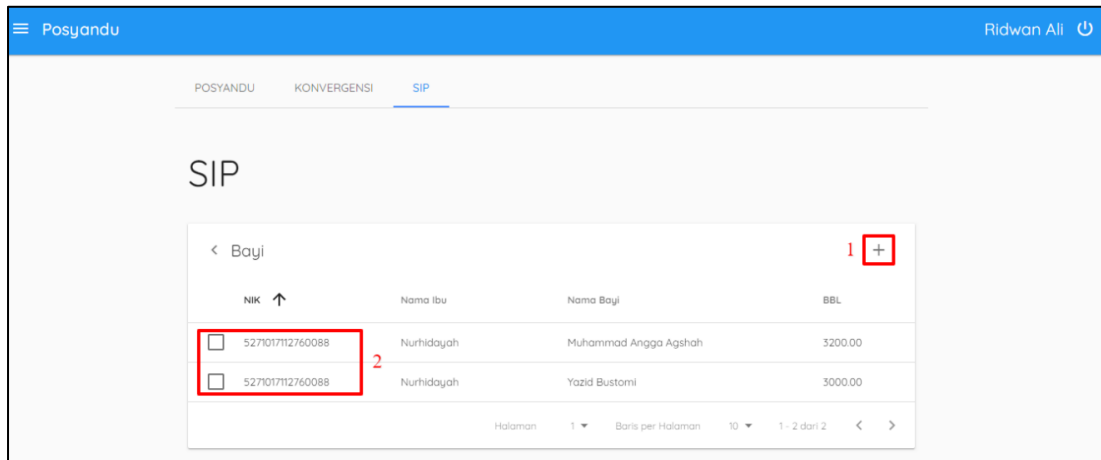 Posyandu Ridwan Ali
POSYANDU KONVERGENSI SIP
SIP
Bayi 1
NIK Nama Ibu Nama Bayi BBL
5271017112760088 Nurhidayah Muhammad Angga Agshah 3200.00
2
5271017112760088 Nurhidayah Yazid Bustomi 3000.00
Halaman 1 Baris per Halaman 10 1 - 2 dari 2